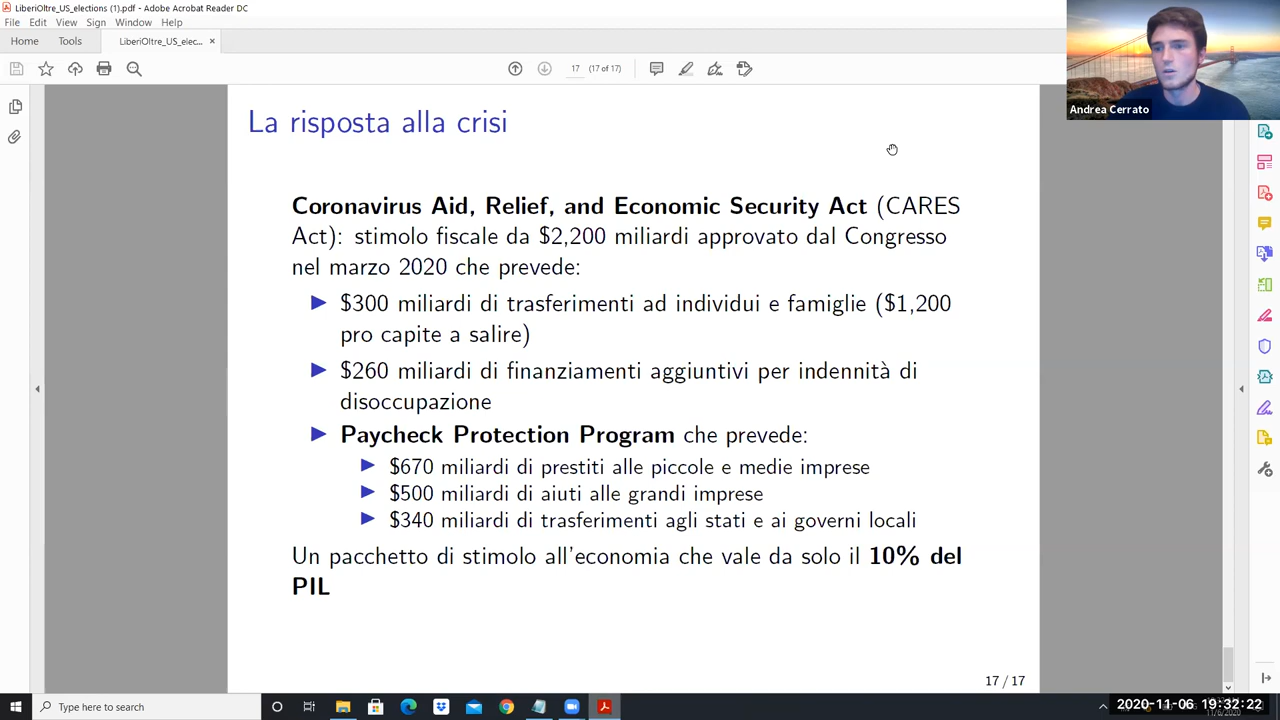 LiberiOltre_US_elections (1).pdf - Adobe Acrobat Reader DC
File Edit View Sign Window Help
Home Tools LiberiOltre_US_elec... ×
17 (17 of 17)
Andrea Cerrato
La risposta alla crisi
Coronavirus Aid, Relief, and Economic Security Act (CARES
Act): stimolo fiscale da $2,200 miliardi approvato dal Congresso
nel marzo 2020 che prevede:
$300 miliardi di trasferimenti ad individui e famiglie ($1,200
pro capite a salire)
$260 miliardi di finanziamenti aggiuntivi per indennità di
disoccupazione
Paycheck Protection Program che prevede:
$670 miliardi di prestiti alle piccole e medie imprese
$500 miliardi di aiuti alle grandi imprese
$340 miliardi di trasferimenti agli stati e ai governi locali
Un pacchetto di stimolo all'economia che vale da solo il 10% del
PIL
17 / 17
Type here to search
2020-11-06 19:32:22